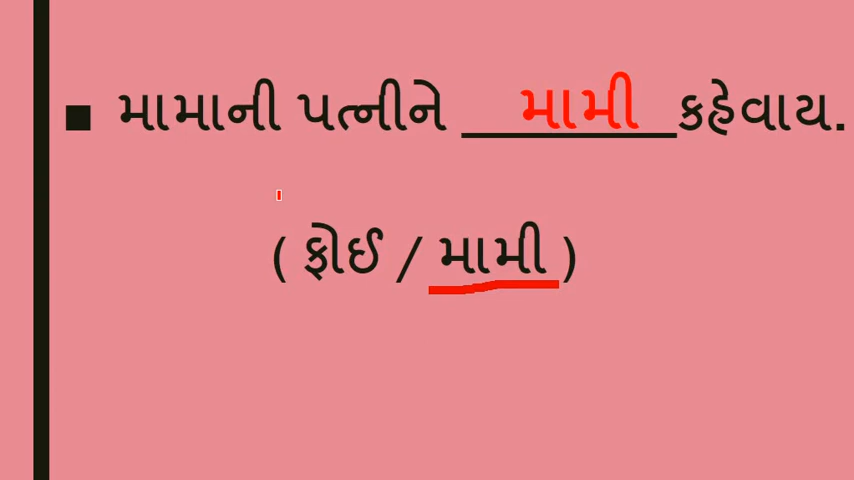 ▪ મામાની પત્નીને મામી કહેવાય.
( ફોઈ / મામી )